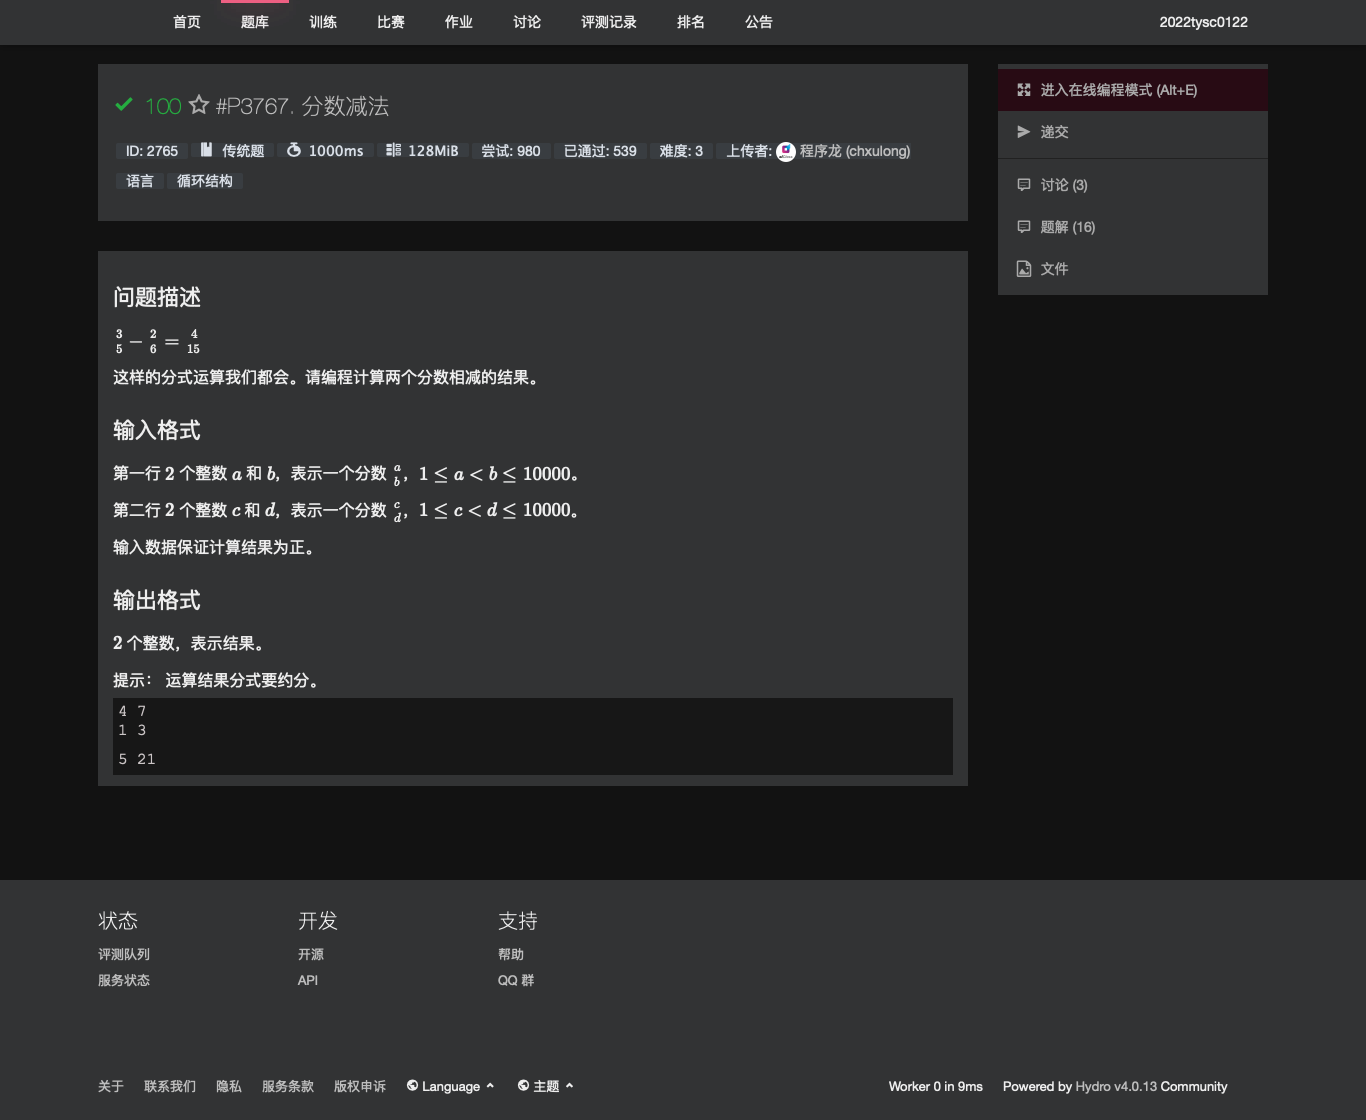 首页 题库 训练 比赛 作业 讨论 评测记录 排名 公告 2022tysc0122
100 #P3767. 分数减法
ID: 2765 传统题 1000ms 128MiB 尝试: 980 已通过: 539 难度: 3 上传者: 程序龙 (chxulong)
语言 循环结构
进入在线编程模式 (Alt+E)
递交
讨论 (3)
题解 (16)
文件
问题描述
3/5 − 2/6 = 4/15
这样的分式运算我们都会。请编程计算两个分数相减的结果。
输入格式
第一行 2 个整数 a 和 b，表示一个分数 a/b，1 ≤ a < b ≤ 10000。
第二行 2 个整数 c 和 d，表示一个分数 c/d，1 ≤ c < d ≤ 10000。
输入数据保证计算结果为正。
输出格式
2 个整数，表示结果。
提示： 运算结果分式要约分。
4 7
1 3
5 21
状态 开发 支持
评测队列 开源 帮助
服务状态 API QQ 群
关于 联系我们 隐私 服务条款 版权申诉 Language 主题 Worker 0 in 9ms Powered by Hydro v4.0.13 Community